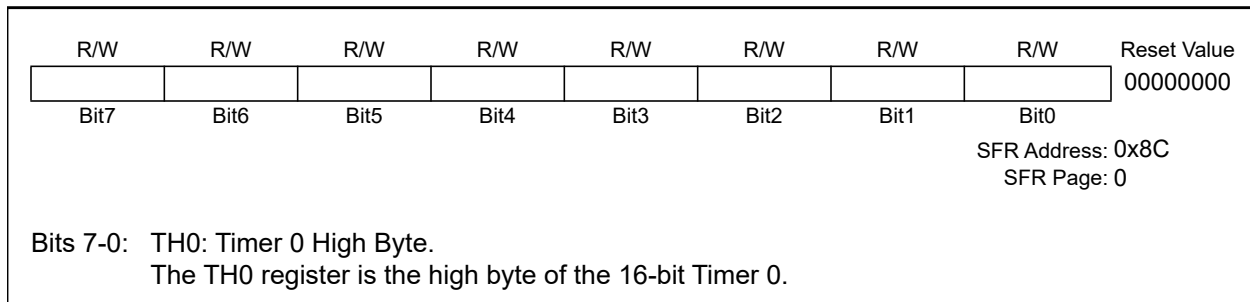 R/W R/W R/W R/W R/W R/W R/W R/W Reset Value
00000000
Bit7 Bit6 Bit5 Bit4 Bit3 Bit2 Bit1 Bit0
SFR Address: 0x8C
SFR Page: 0
Bits 7-0: TH0: Timer 0 High Byte.
The TH0 register is the high byte of the 16-bit Timer 0.